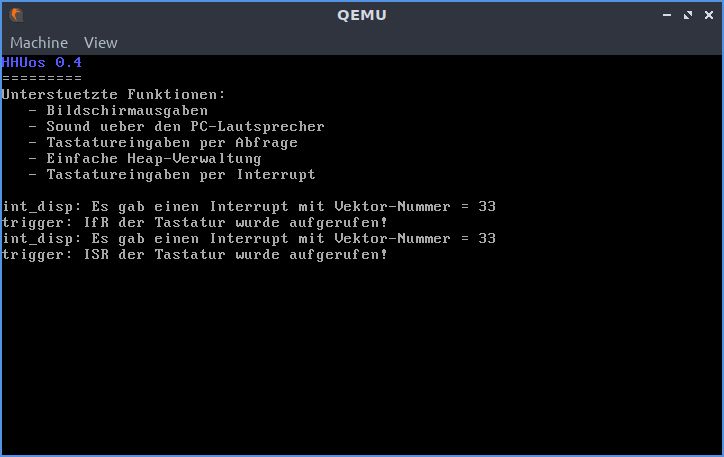 QEMU
Machine View
HHUos 0.4
=========
Unterstuetzte Funktionen:
- Bildschirmausgaben
- Sound ueber den PC-Lautsprecher
- Tastatureingaben per Abfrage
- Einfache Heap-Verwaltung
- Tastatureingaben per Interrupt
int_disp: Es gab einen Interrupt mit Vektor-Nummer = 33
trigger: IfR der Tastatur wurde aufgerufen!
int_disp: Es gab einen Interrupt mit Vektor-Nummer = 33
trigger: ISR der Tastatur wurde aufgerufen!